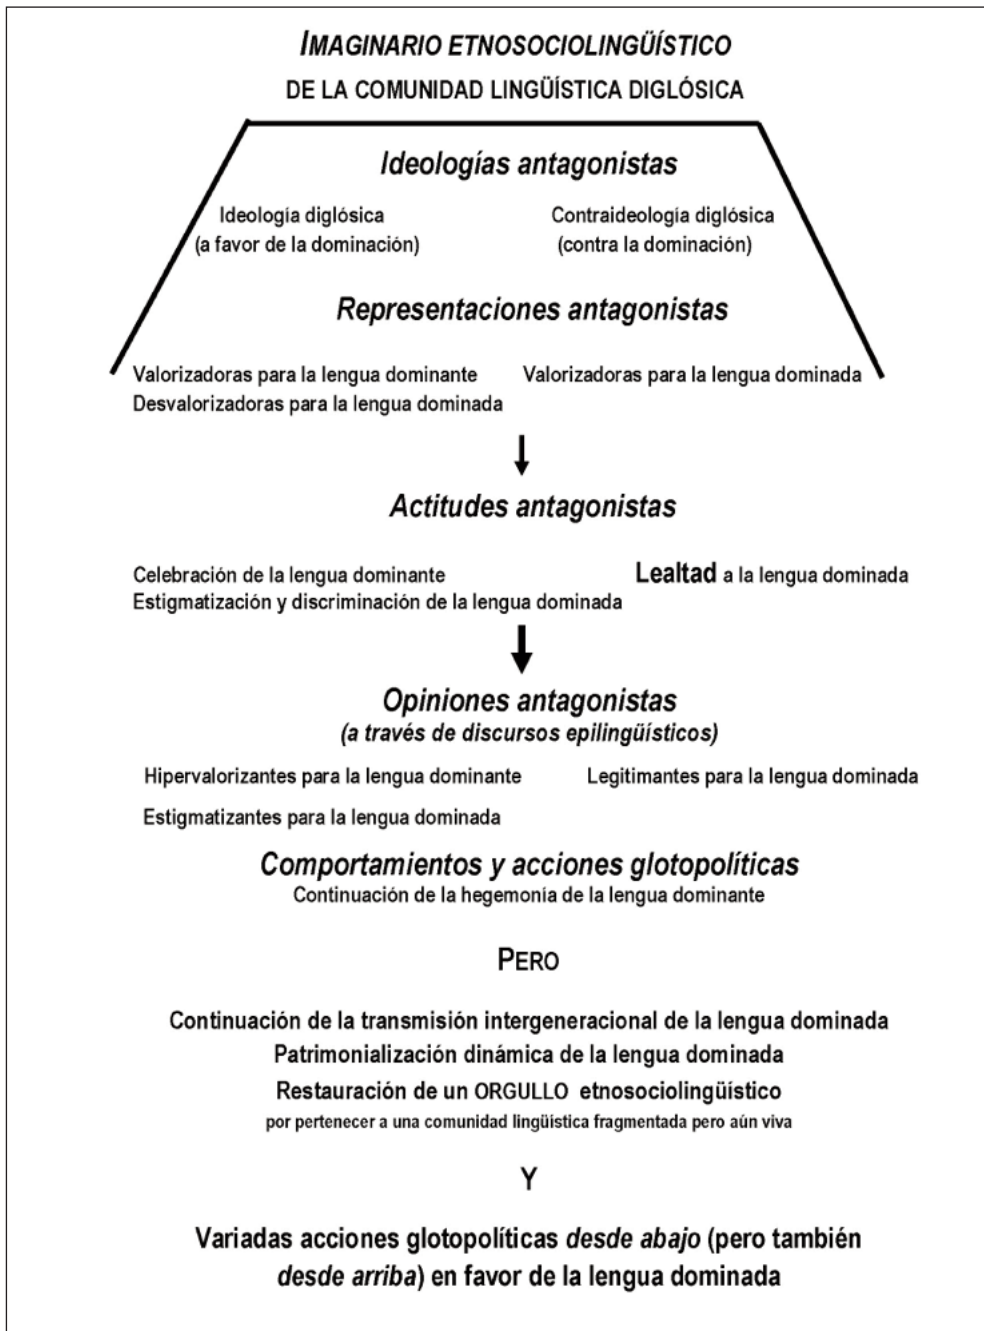 IMAGINARIO ETNOSOCIOLINGÜÍSTICO
DE LA COMUNIDAD LINGÜÍSTICA DIGLÓSICA
Ideologías antagonistas
Ideología diglósica Contraideología diglósica
(a favor de la dominación) (contra la dominación)
Representaciones antagonistas
Valorizadoras para la lengua dominante Valorizadoras para la lengua dominada
Desvalorizadoras para la lengua dominada
Actitudes antagonistas
Celebración de la lengua dominante Lealtad a la lengua dominada
Estigmatización y discriminación de la lengua dominada
Opiniones antagonistas
(a través de discursos epilingüísticos)
Hipervalorizantes para la lengua dominante Legitimantes para la lengua dominada
Estigmatizantes para la lengua dominada
Comportamientos y acciones glotopolíticas
Continuación de la hegemonía de la lengua dominante
PERO
Continuación de la transmisión intergeneracional de la lengua dominada
Patrimonialización dinámica de la lengua dominada
Restauración de un ORGULLO etnosociolingüístico
por pertenecer a una comunidad lingüística fragmentada pero aún viva
Y
Variadas acciones glotopolíticas desde abajo (pero también
desde arriba) en favor de la lengua dominada